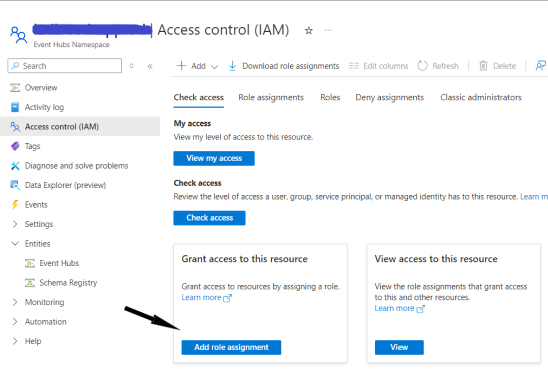 | Access control (IAM)
Event Hubs Namespace
Search
Overview
Activity log
Access control (IAM)
Tags
Diagnose and solve problems
Data Explorer (preview)
Events
Settings
Entities
Event Hubs
Schema Registry
Monitoring
Automation
Help
Add Download role assignments Edit columns Refresh Delete
Check access Role assignments Roles Deny assignments Classic administrators
My access
View my level of access to this resource.
View my access
Check access
Review the level of access a user, group, service principal, or managed identity has to this resource. Learn m
Check access
Grant access to this resource
Grant access to resources by assigning a role.
Learn more
Add role assignment
View access to this resource
View the role assignments that grant access
to this and other resources.
Learn more
View